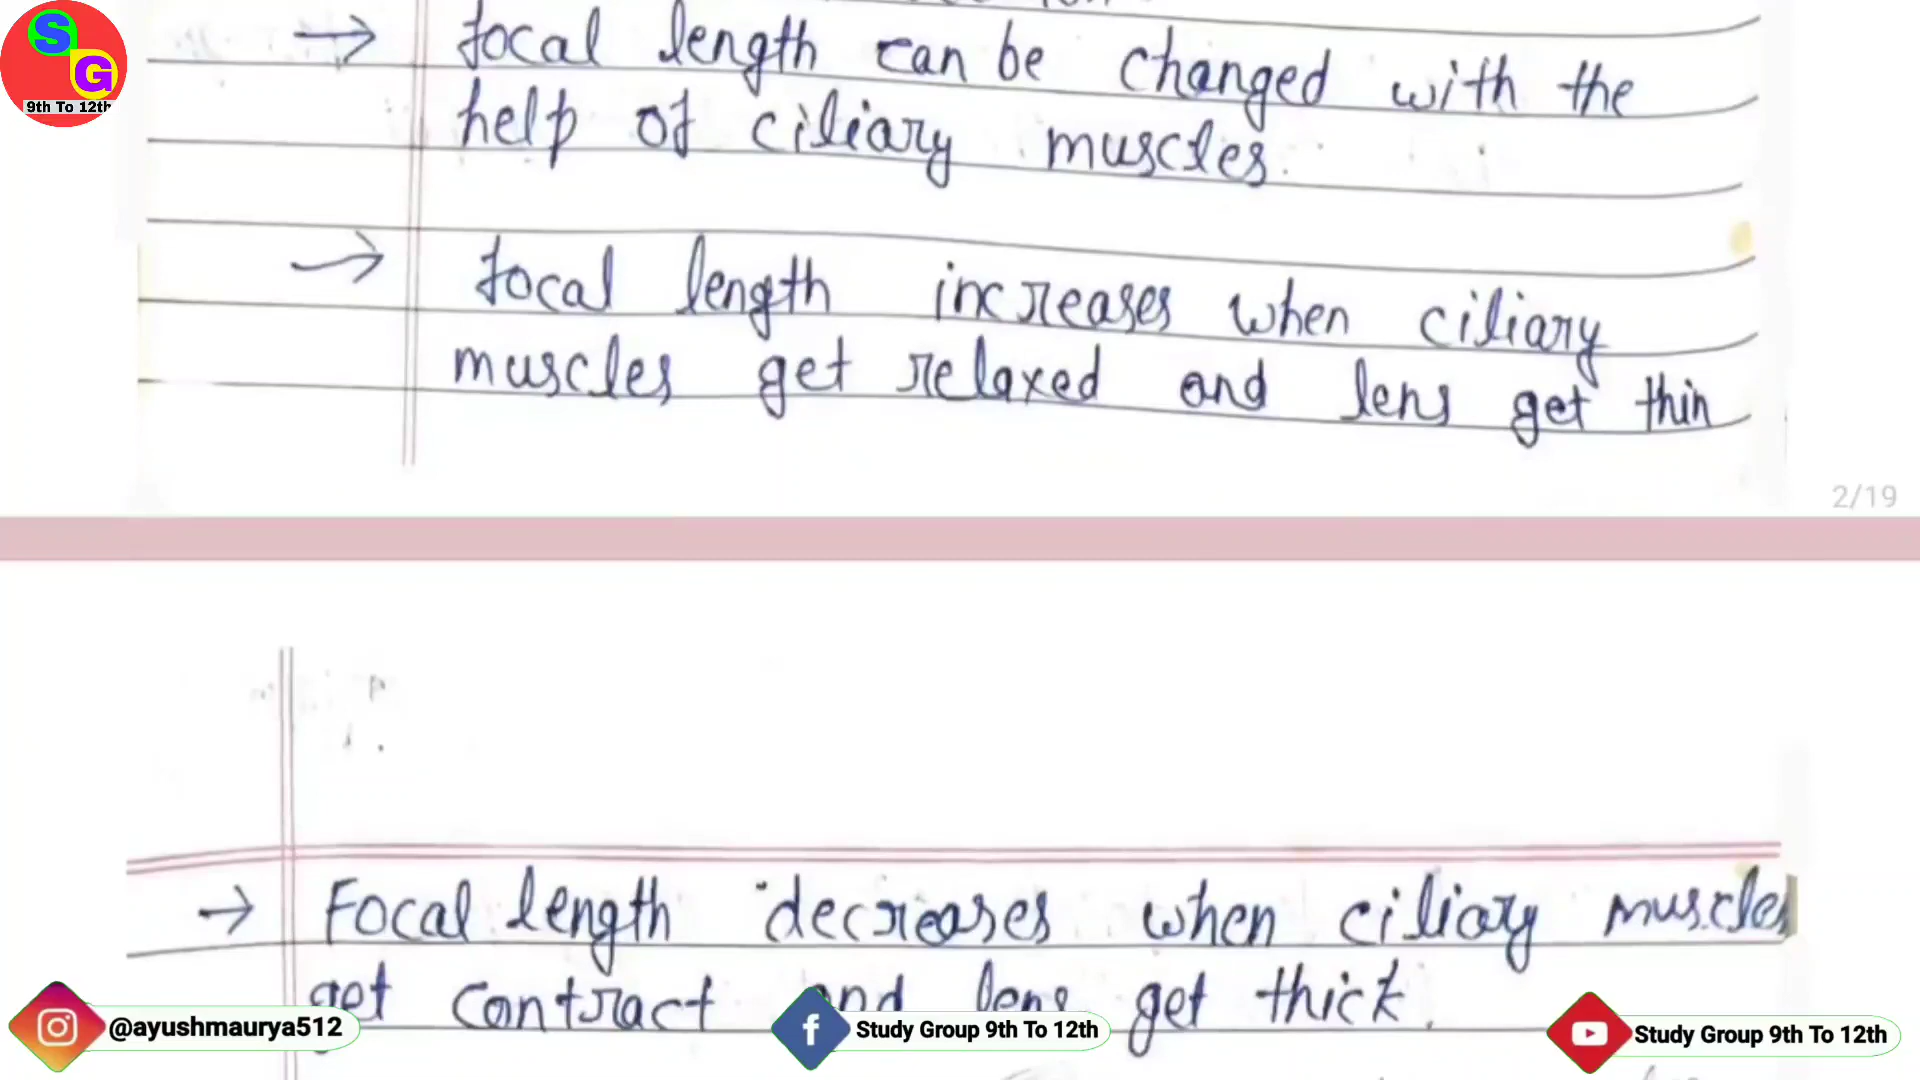 S
G
9th To 12th
→ focal length can be changed with the
help of ciliary muscles.
→ focal length increases when ciliary
muscles get relaxed and lens get thin
2/19
→ Focal length decreases when ciliary muscles
get contract and lens get thick.
@ayushmaurya512
Study Group 9th To 12th
Study Group 9th To 12th